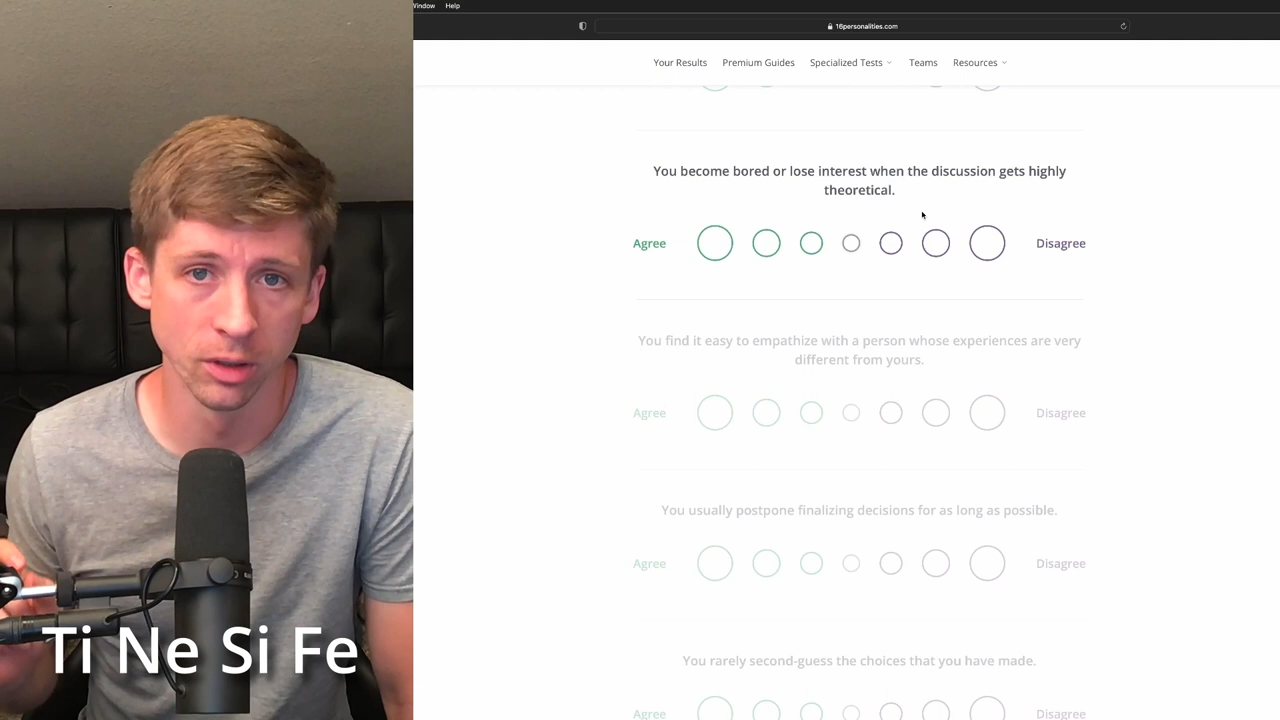 Window Help
16personalities.com
Your Results Premium Guides Specialized Tests Teams Resources
You become bored or lose interest when the discussion gets highly
theoretical.
Agree Disagree
You find it easy to empathize with a person whose experiences are very
different from yours.
Agree Disagree
You usually postpone finalizing decisions for as long as possible.
Agree Disagree
You rarely second-guess the choices that you have made.
Agree Disagree
Ti Ne Si Fe